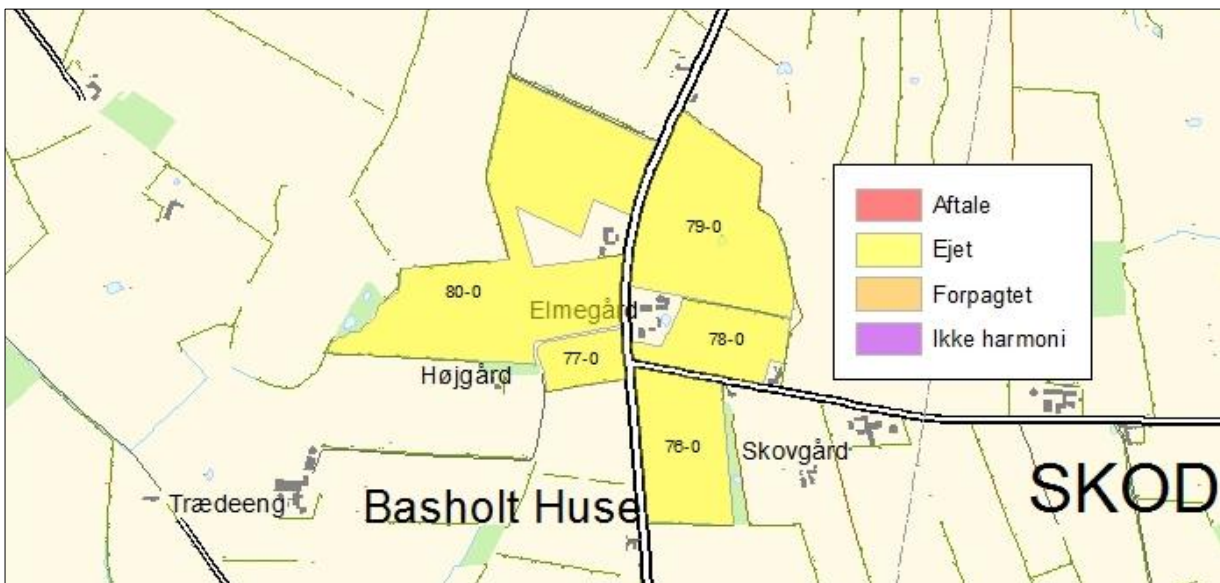 79-0
Aftale
Ejet
Forpagtet
Ikke harmoni
80-0
Elmegård
78-0
77-0
Højgård
76-0
Skovgård
Trædeeng
Basholt Huse
SKOD